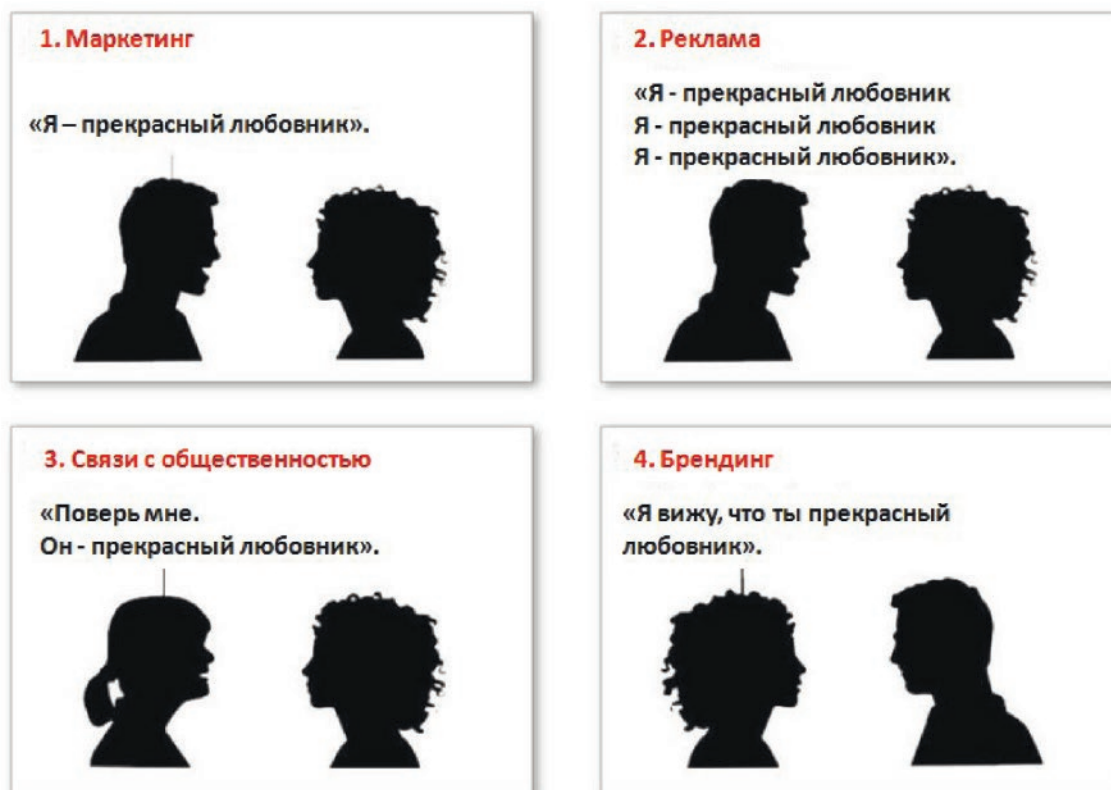 1. Маркетинг
«Я – прекрасный любовник».
2. Реклама
«Я - прекрасный любовник
Я - прекрасный любовник
Я - прекрасный любовник».
3. Связи с общественностью
«Поверь мне.
Он - прекрасный любовник».
4. Брендинг
«Я вижу, что ты прекрасный
любовник».